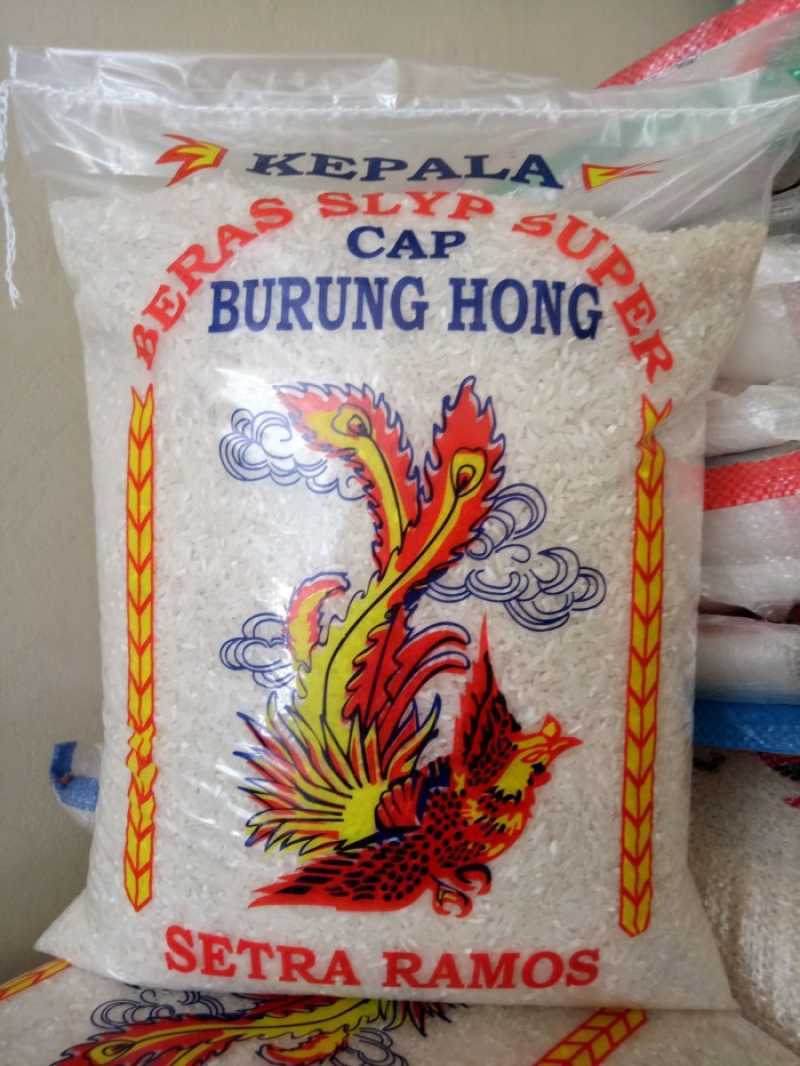 KEPALA
BERAS SLYP SUPER
CAP
BURUNG HONG
SETRA RAMOS